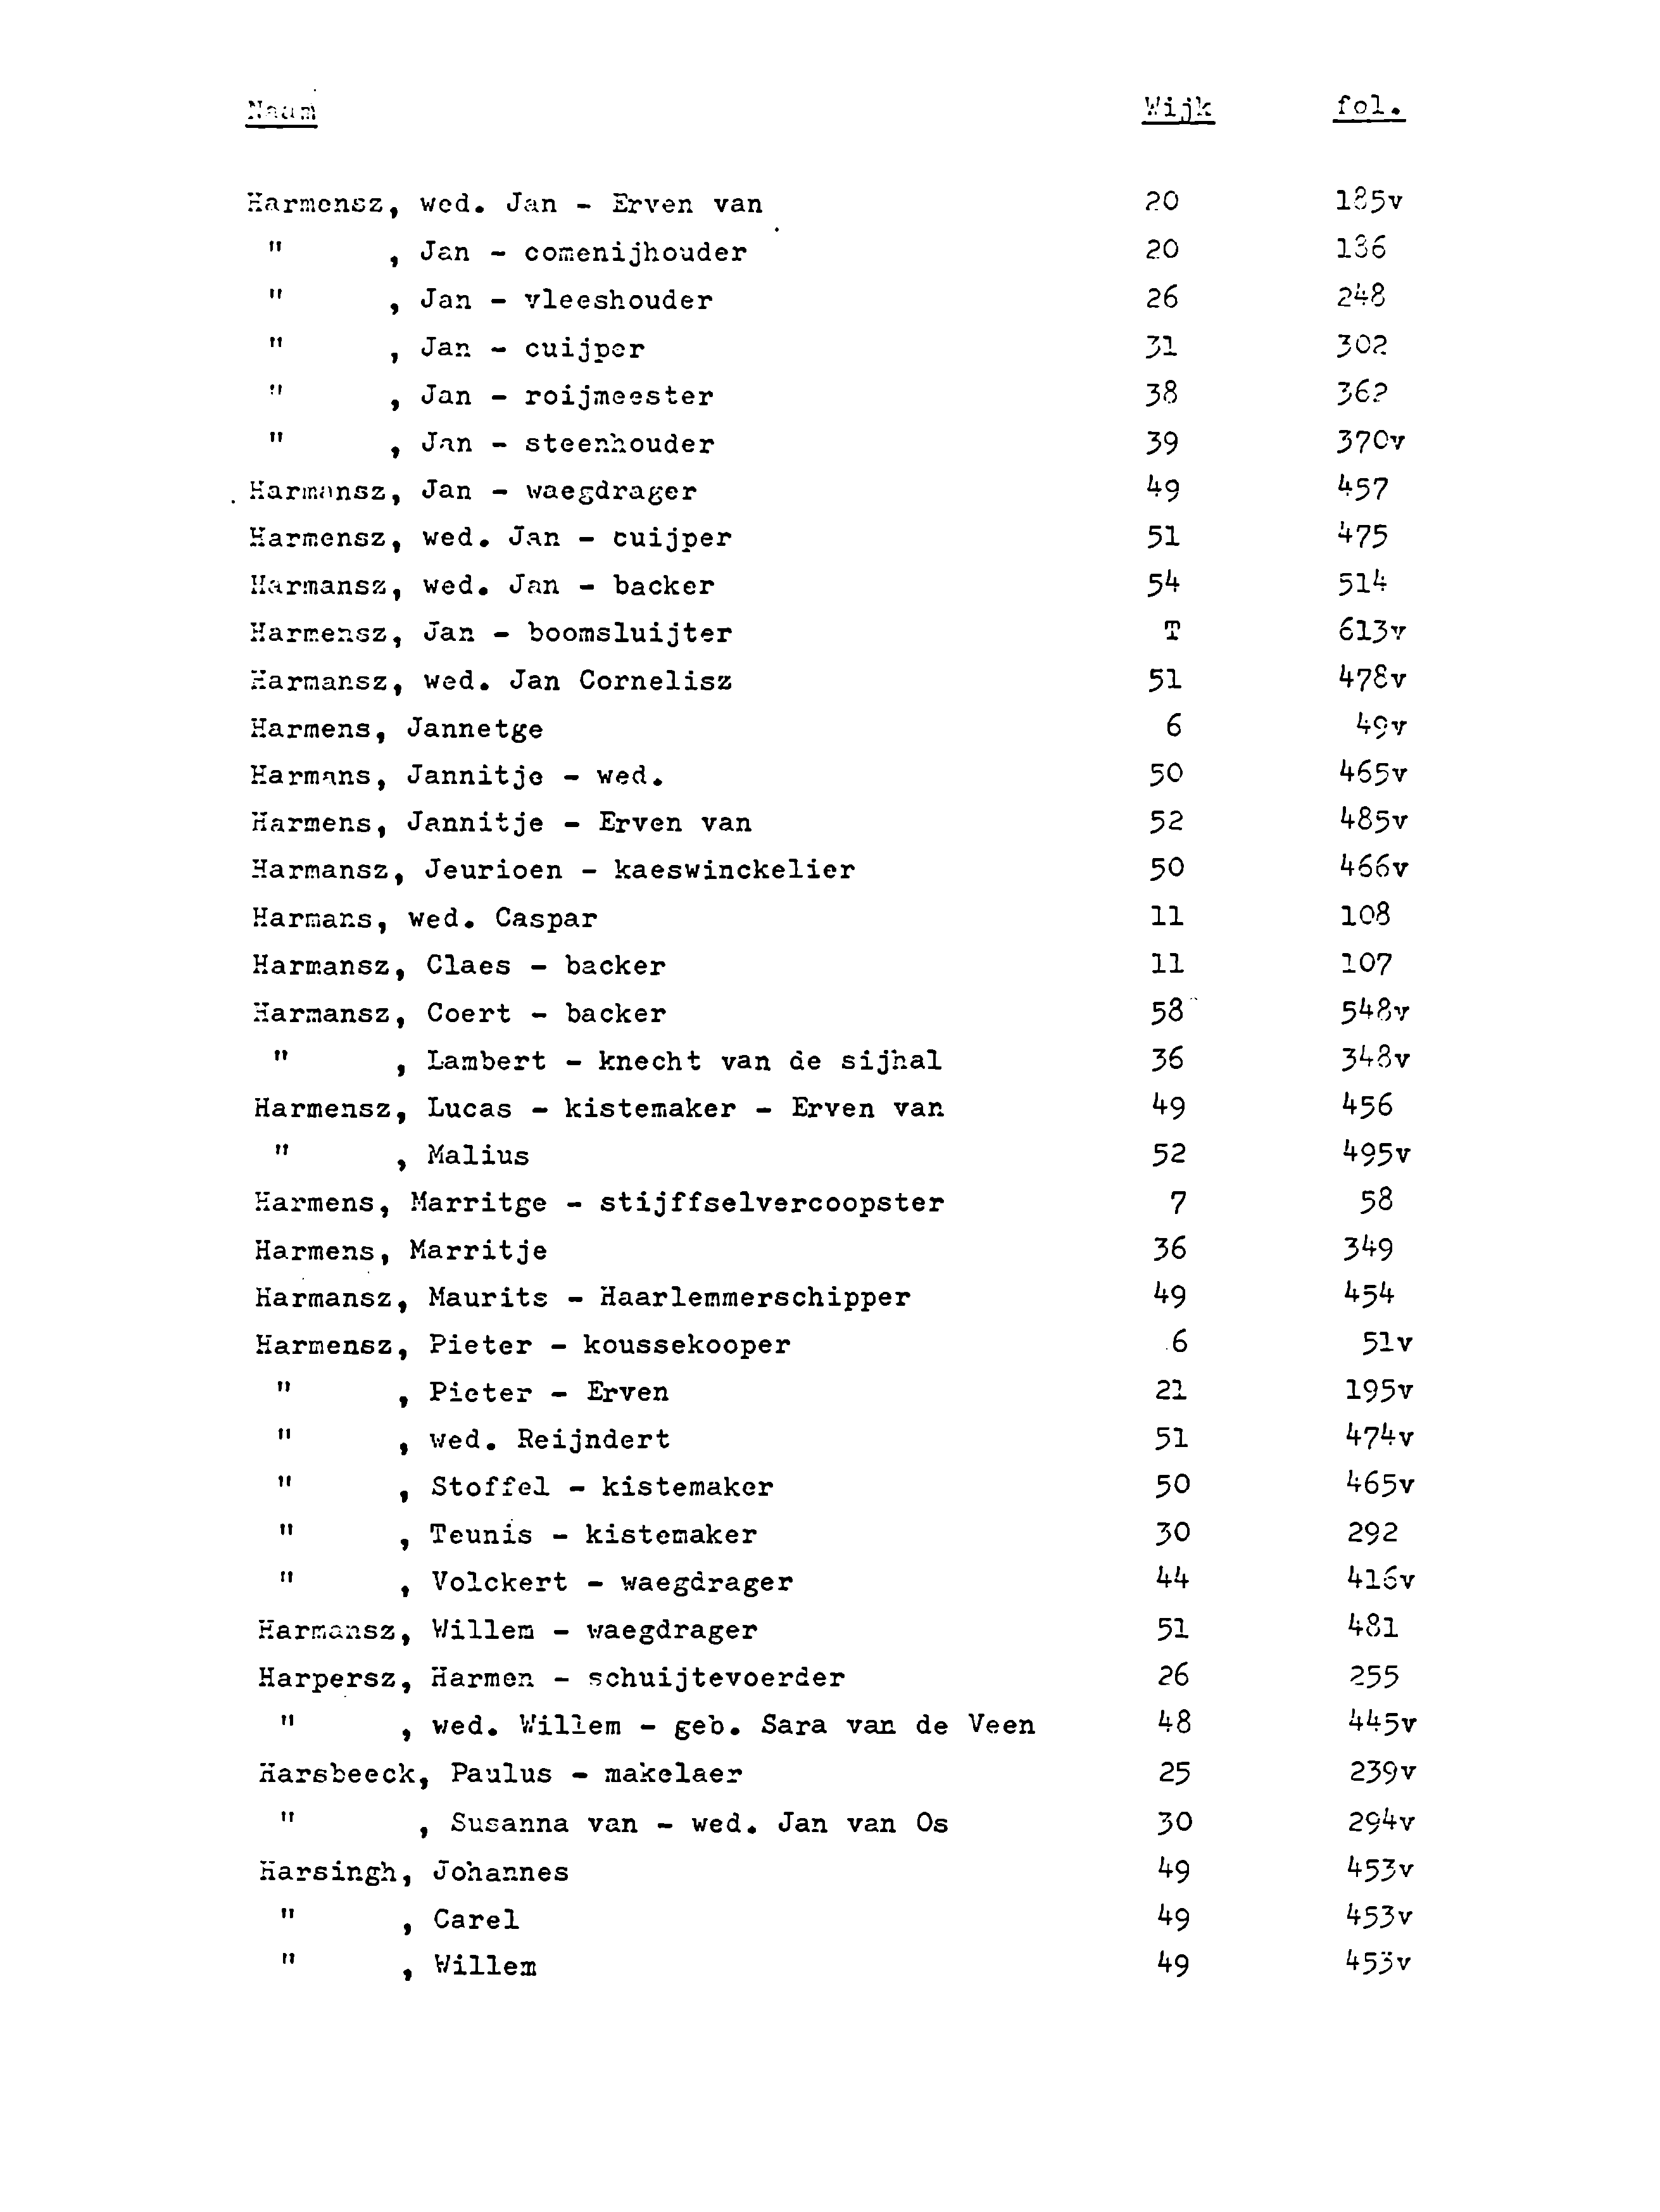 Naam Wijk fol.
Harmensz, wed. Jan - Erven van 20 185v
" , Jan - comenijhouder 20 186
" , Jan - vleeshouder 26 248
" , Jan - cuijper 31 302
" , Jan - roijmeester 38 362
" , Jan - steenhouder 39 370v
Harmansz, Jan - waegdrager 49 457
Harmensz, wed. Jan - cuijper 51 475
Harmansz, wed. Jan - backer 54 514
Harmensz, Jan - boomsluijter T 613v
Harmansz, wed. Jan Cornelisz 51 478v
Harmens, Jannetge 6 49v
Harmans, Jannitje - wed. 50 465v
Harmens, Jannitje - Erven van 52 485v
Harmansz, Jeurioen - kaeswinckelier 50 466v
Harmans, wed. Caspar 11 108
Harmansz, Claes - backer 11 107
Harmansz, Coert - backer 58 548v
" , Lambert - knecht van de sijhal 36 348v
Harmensz, Lucas - kistemaker - Erven van 49 456
" , Malius 52 495v
Harmens, Marritge - stijffselvercoopster 7 58
Harmens, Marritje 36 349
Harmansz, Maurits - Haarlemmerschipper 49 454
Harmensz, Pieter - koussekooper 6 51v
" , Pieter - Erven 21 195v
" , wed. Reijndert 51 474v
" , Stoffel - kistemaker 50 465v
" , Teunis - kistemaker 30 292
" , Volckert - waegdrager 44 416v
Harmansz, Willem - waegdrager 51 481
Harpersz, Harmen - schuijtevoerder 26 255
" , wed. Willem - geb. Sara van de Veen 48 445v
Harsbeeck, Paulus - makelaer 25 239v
" , Susanna van - wed. Jan van Os 30 294v
Harsingh, Johannes 49 453v
" , Carel 49 453v
" , Willem 49 453v